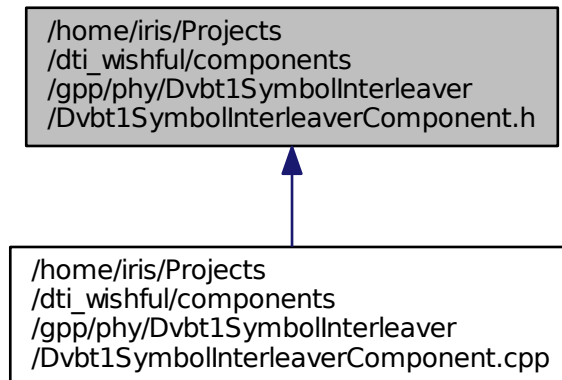 /home/iris/Projects
/dti_wishful/components
/gpp/phy/Dvbt1SymbolInterleaver
/Dvbt1SymbolInterleaverComponent.h
/home/iris/Projects
/dti_wishful/components
/gpp/phy/Dvbt1SymbolInterleaver
/Dvbt1SymbolInterleaverComponent.cpp